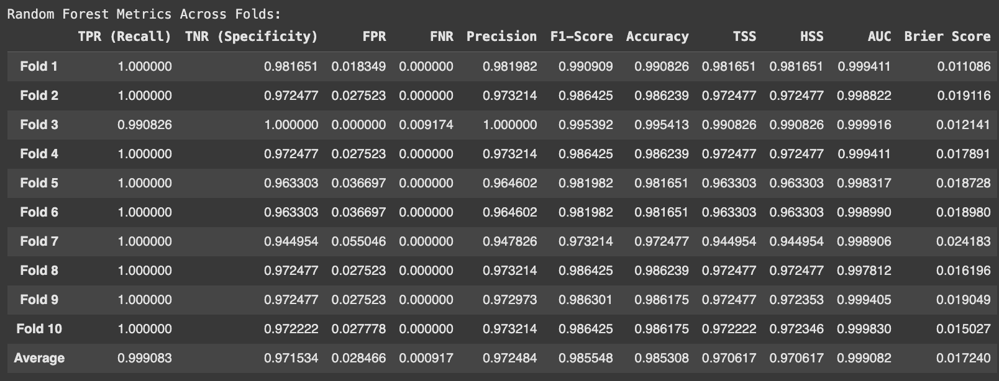 Random Forest Metrics Across Folds:
TPR (Recall) TNR (Specificity) FPR FNR Precision F1-Score Accuracy TSS HSS AUC Brier Score
Fold 1 1.000000 0.981651 0.018349 0.000000 0.981982 0.990909 0.990826 0.981651 0.981651 0.999411 0.011086
Fold 2 1.000000 0.972477 0.027523 0.000000 0.973214 0.986425 0.986239 0.972477 0.972477 0.998822 0.019116
Fold 3 0.990826 1.000000 0.000000 0.009174 1.000000 0.995392 0.995413 0.990826 0.990826 0.999916 0.012141
Fold 4 1.000000 0.972477 0.027523 0.000000 0.973214 0.986425 0.986239 0.972477 0.972477 0.999411 0.017891
Fold 5 1.000000 0.963303 0.036697 0.000000 0.964602 0.981982 0.981651 0.963303 0.963303 0.998317 0.018728
Fold 6 1.000000 0.963303 0.036697 0.000000 0.964602 0.981982 0.981651 0.963303 0.963303 0.998990 0.018980
Fold 7 1.000000 0.944954 0.055046 0.000000 0.947826 0.973214 0.972477 0.944954 0.944954 0.998906 0.024183
Fold 8 1.000000 0.972477 0.027523 0.000000 0.973214 0.986425 0.986239 0.972477 0.972477 0.997812 0.016196
Fold 9 1.000000 0.972477 0.027523 0.000000 0.972973 0.986301 0.986175 0.972477 0.972353 0.999405 0.019049
Fold 10 1.000000 0.972222 0.027778 0.000000 0.973214 0.986425 0.986175 0.972222 0.972346 0.999830 0.015027
Average 0.999083 0.971534 0.028466 0.000917 0.972484 0.985548 0.985308 0.970617 0.970617 0.999082 0.017240